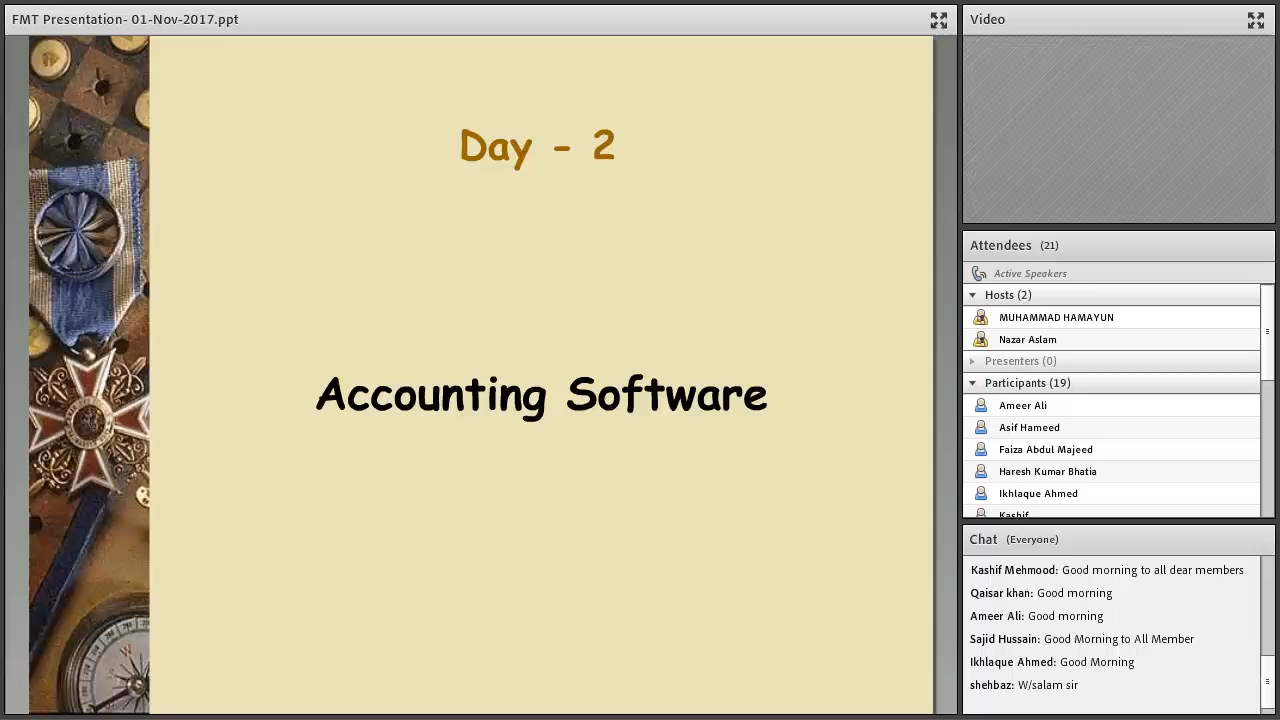 FMT Presentation- 01-Nov-2017.ppt
Day - 2
Accounting Software
Video
Attendees (21)
Active Speakers
Hosts (2)
MUHAMMAD HAMAYUN
Nazar Aslam
Presenters (0)
Participants (19)
Ameer Ali
Asif Hameed
Faiza Abdul Majeed
Haresh Kumar Bhatia
Ikhlaque Ahmed
Kashif
Chat (Everyone)
Kashif Mehmood: Good morning to all dear members
Qaisar khan: Good morning
Ameer Ali: Good morning
Sajid Hussain: Good Morning to All Member
Ikhlaque Ahmed: Good Morning
shehbaz: W/salam sir